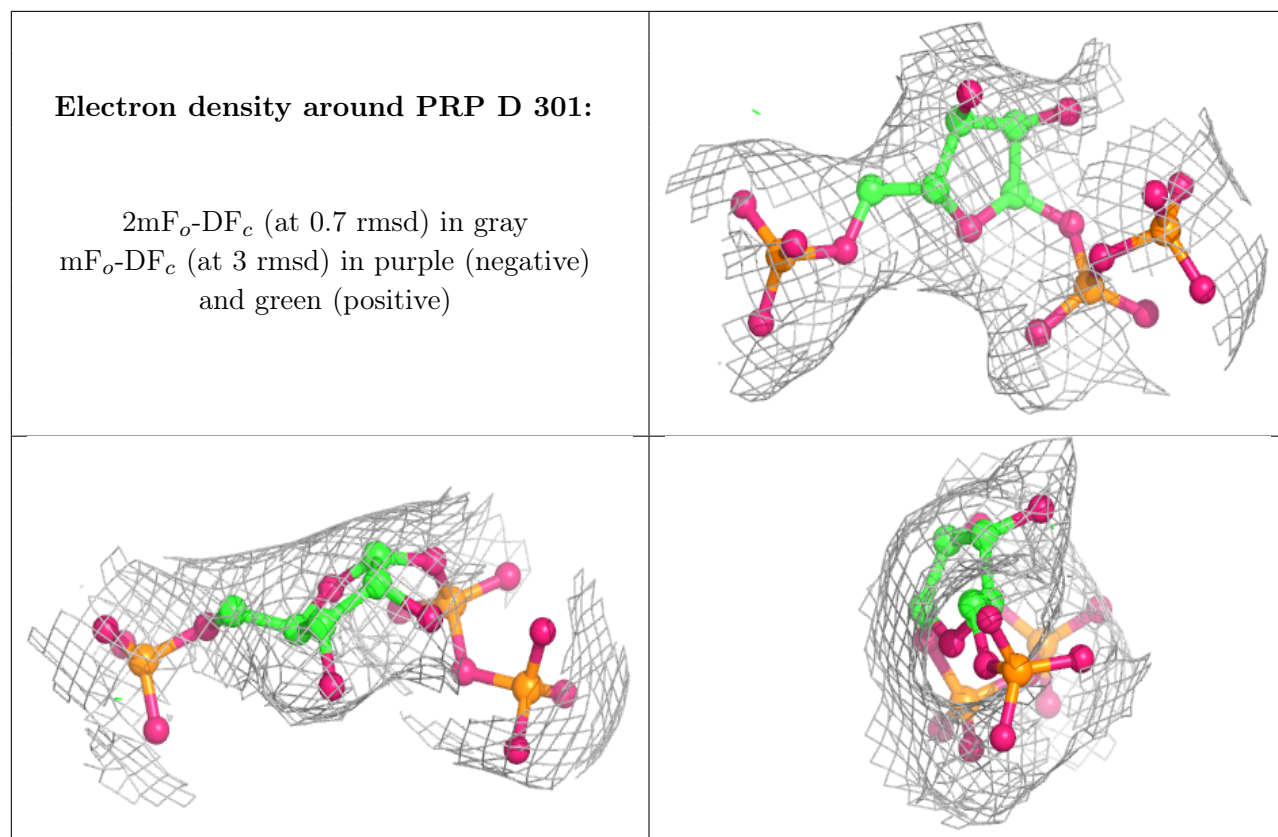 Electron density around PRP D 301:
2mFo-DFc (at 0.7 rmsd) in gray
mFo-DFc (at 3 rmsd) in purple (negative)
and green (positive)